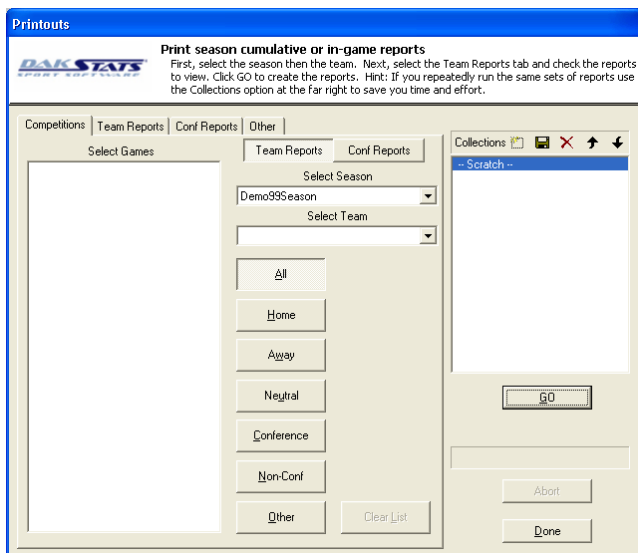 Printouts
DAKSTATS
SPORT SOFTWARE
Print season cumulative or in-game reports
First, select the season then the team. Next, select the Team Reports tab and check the reports
to view. Click GO to create the reports. Hint: If you repeatedly run the same sets of reports use
the Collections option at the far right to save you time and effort.
Competitions Team Reports Conf Reports Other
Select Games
Team Reports Conf Reports
Select Season
Demo99Season
Select Team
All
Home
Away
Neutral
Conference
Non-Conf
Other Clear List
Collections
-- Scratch --
GO
Abort
Done